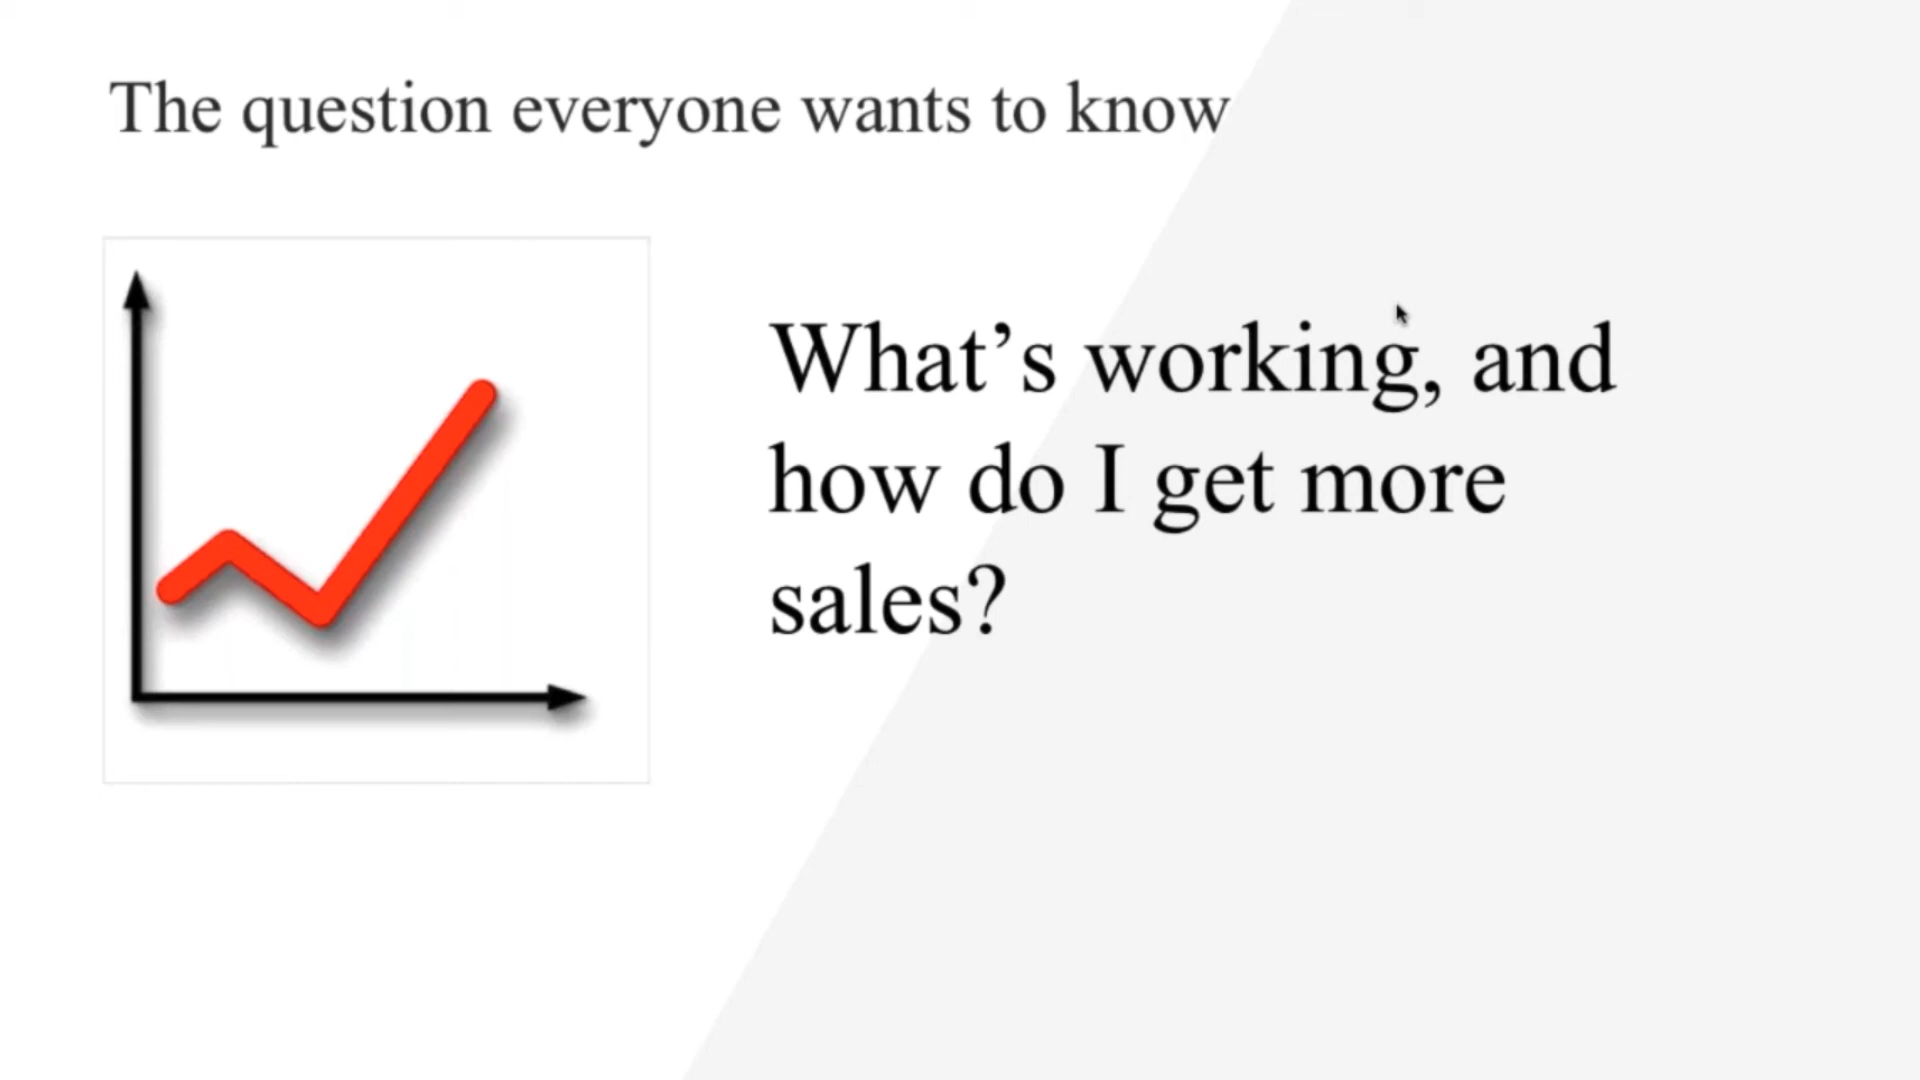 The question everyone wants to know
What’s working, and
how do I get more
sales?